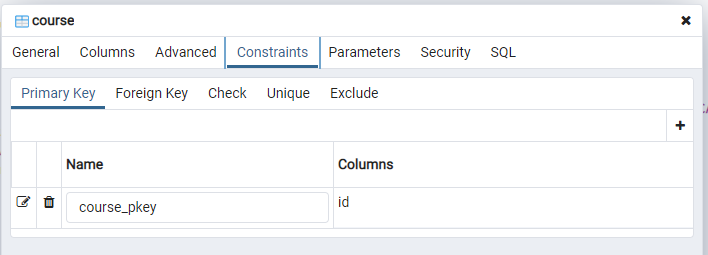 course
General Columns Advanced Constraints Parameters Security SQL
Primary Key Foreign Key Check Unique Exclude
Name Columns
course_pkey id